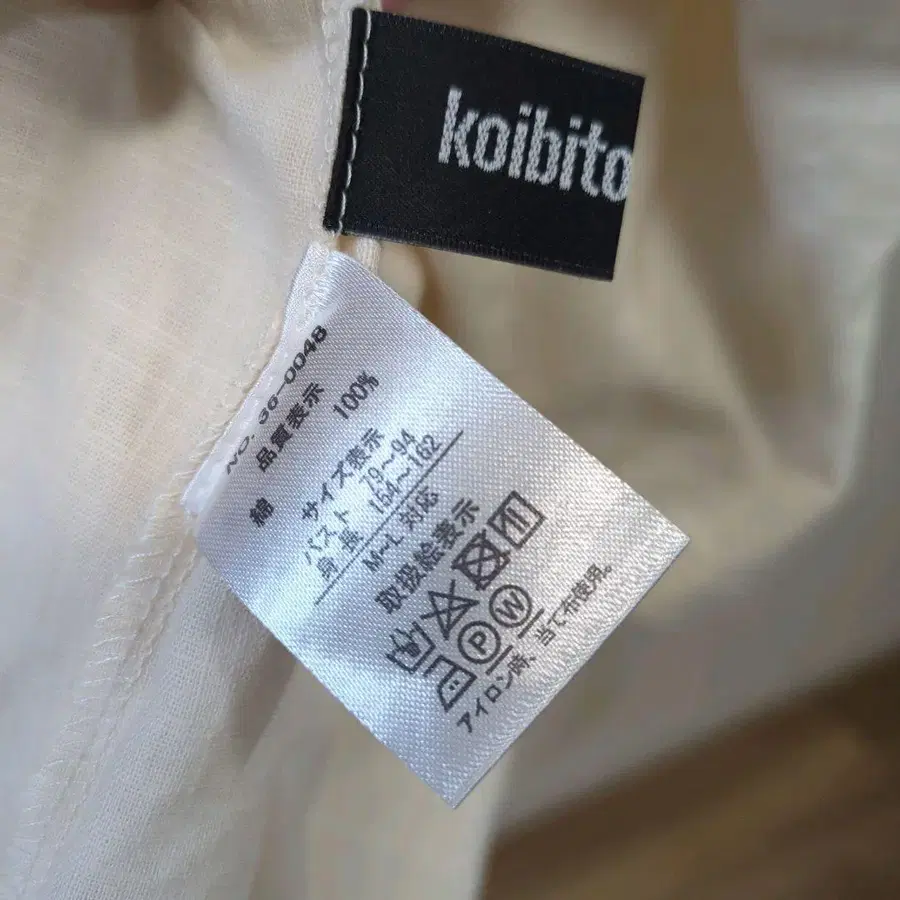 koibito
NO. 36-0048
品質表示
綿 100%
サイズ表示
バスト 79～94
身長 154～162
M～L 対応
取扱絵表示
P W
アイロン時、当て布使用。